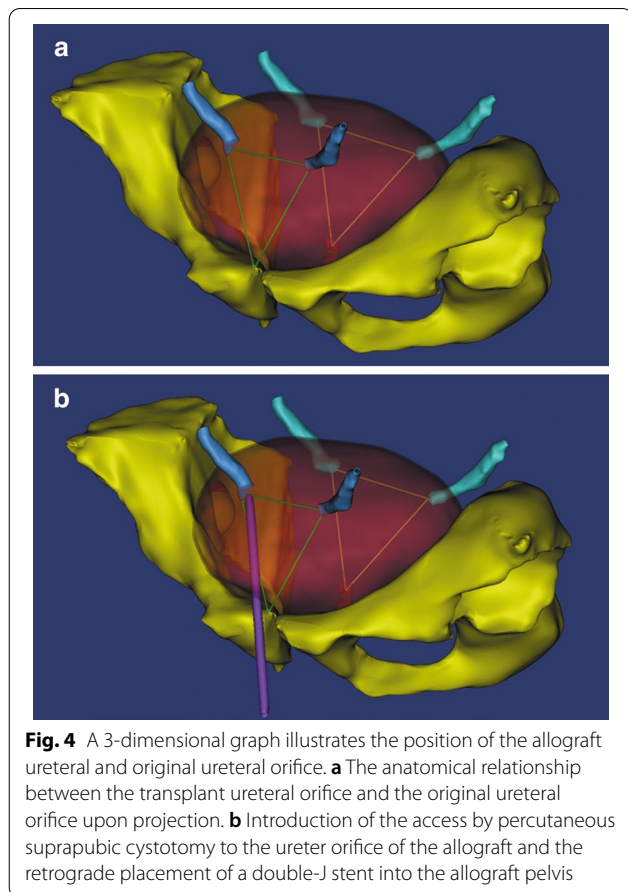 a
b
Fig. 4 A 3-dimensional graph illustrates the position of the allograft
ureteral and original ureteral orifice. a The anatomical relationship
between the transplant ureteral orifice and the original ureteral
orifice upon projection. b Introduction of the access by percutaneous
suprapubic cystotomy to the ureter orifice of the allograft and the
retrograde placement of a double-J stent into the allograft pelvis